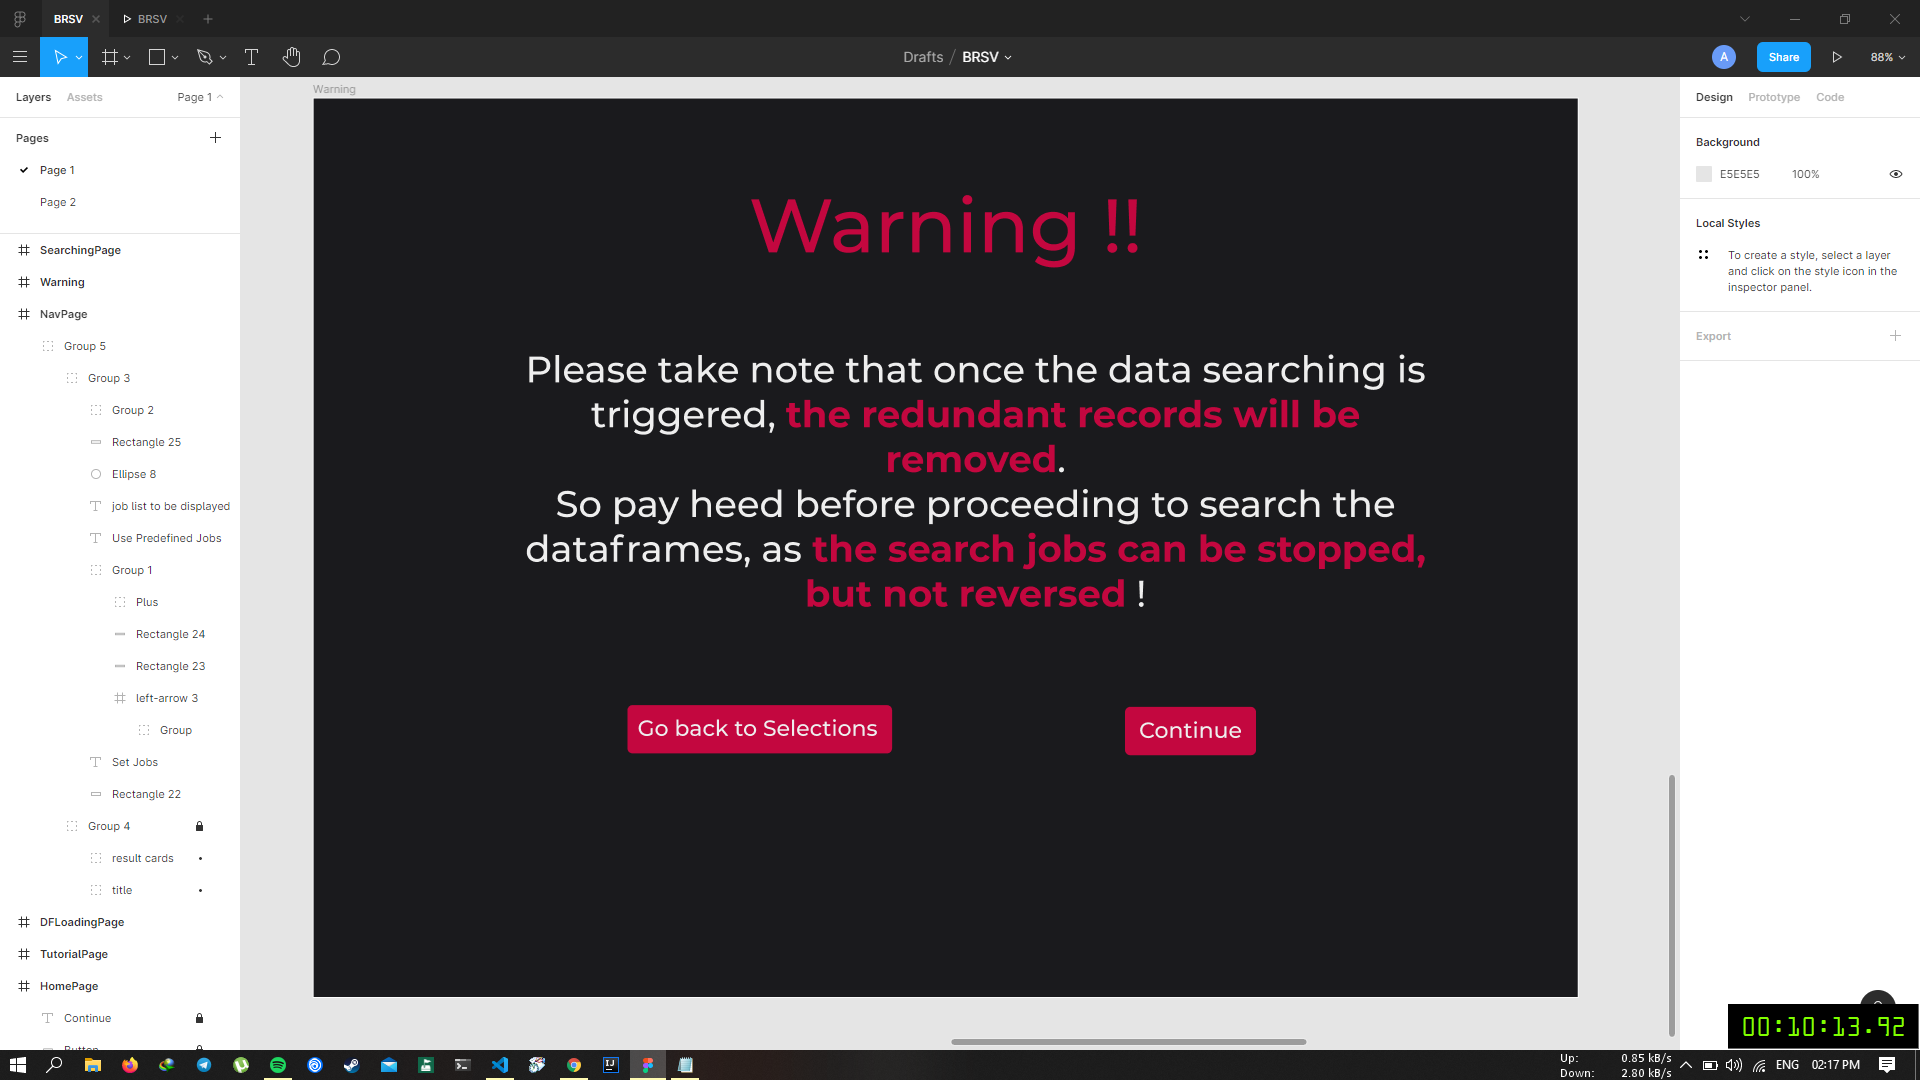 BRSV
BRSV
Drafts / BRSV
A
Share
88%
Layers
Assets
Page 1
Pages
Page 1
Page 2
SearchingPage
Warning
NavPage
Group 5
Group 3
Group 2
Rectangle 25
Ellipse 8
job list to be displayed
Use Predefined Jobs
Group 1
Plus
Rectangle 24
Rectangle 23
left-arrow 3
Group
Set Jobs
Rectangle 22
Group 4
result cards
title
DFLoadingPage
TutorialPage
HomePage
Continue
Button
Warning
Warning !!
Please take note that once the data searching is
triggered, the redundant records will be
removed.
So pay heed before proceeding to search the
dataframes, as the search jobs can be stopped,
but not reversed !
Go back to Selections
Continue
Design
Prototype
Code
Background
E5E5E5
100%
Local Styles
To create a style, select a layer
and click on the style icon in the
inspector panel.
Export
00:10:13.92
Up: 0.85 kB/s
Down: 2.80 kB/s
ENG
02:17 PM